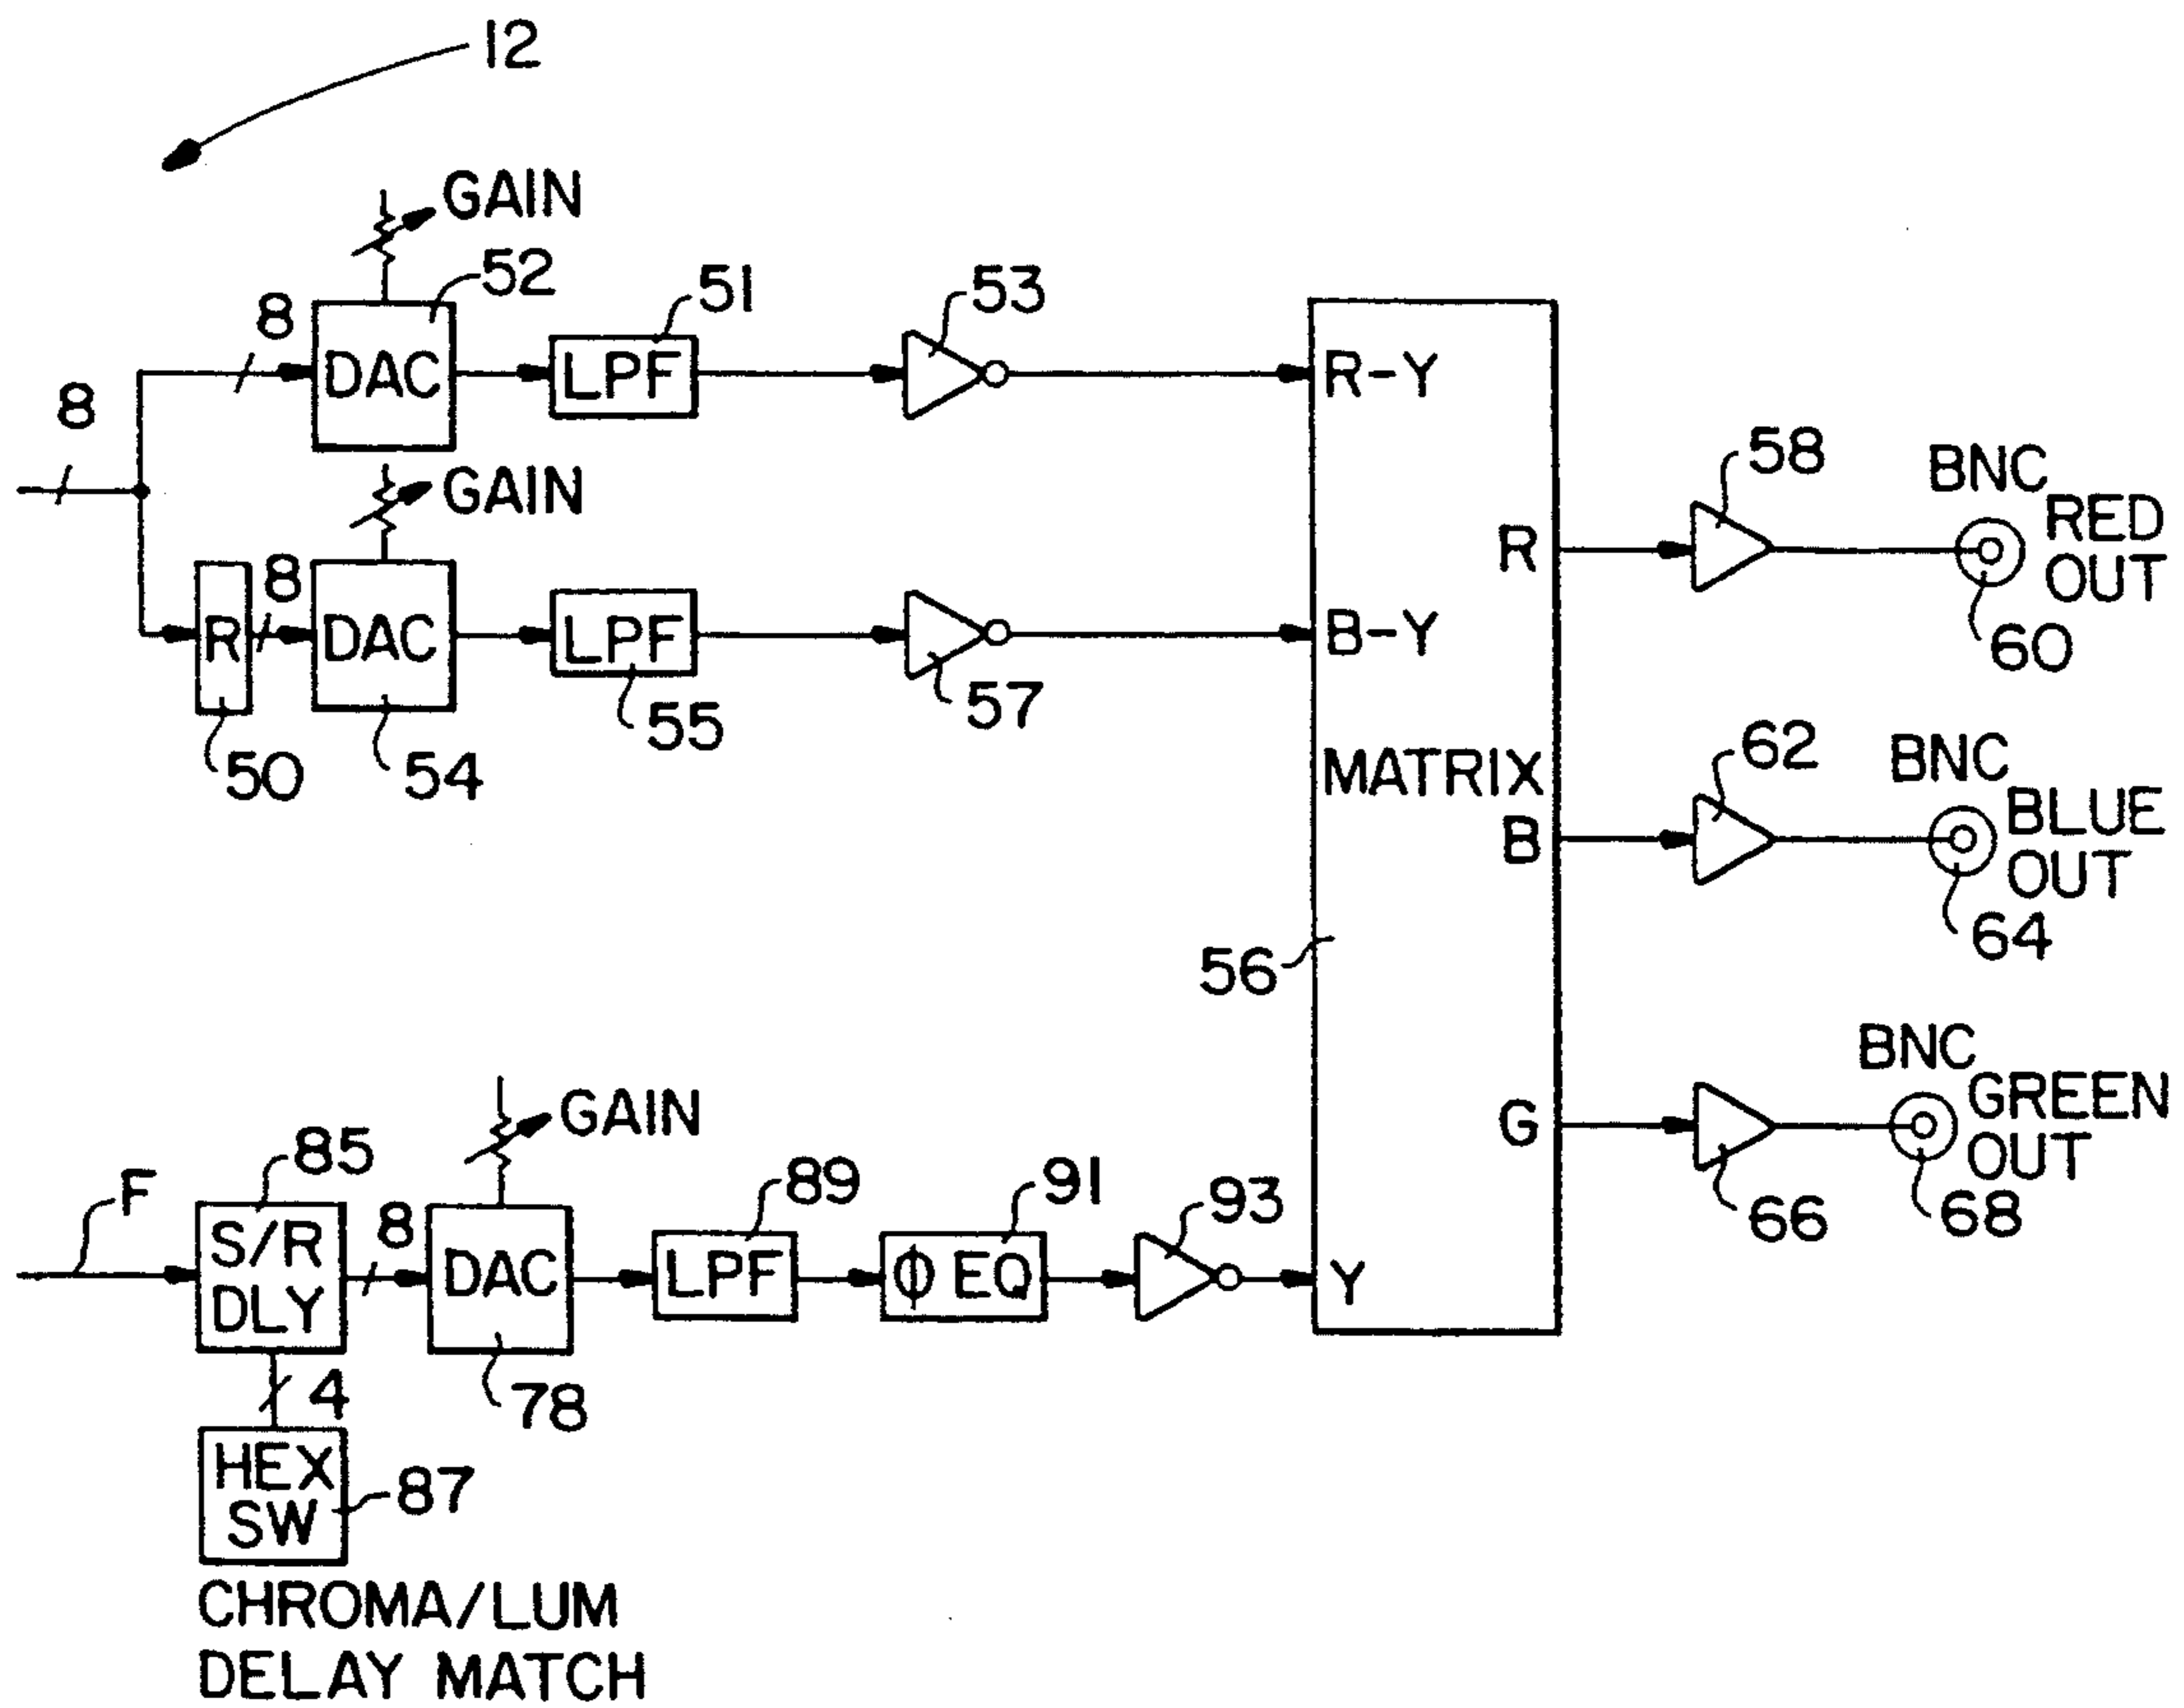 12
GAIN
52
51
53
8
8
DAC
LPF
R-Y
GAIN
58
BNC
RED
OUT
R
60
8
R
DAC
LPF
B-Y
50
54
55
57
MATRIX
62
BNC
BLUE
OUT
B
64
56
BNC
GREEN
OUT
G
66
68
GAIN
F
85
S/R
DLY
8
DAC
78
89
LPF
91
Φ EQ
93
Y
4
HEX
SW
87
CHROMA/LUM
DELAY MATCH